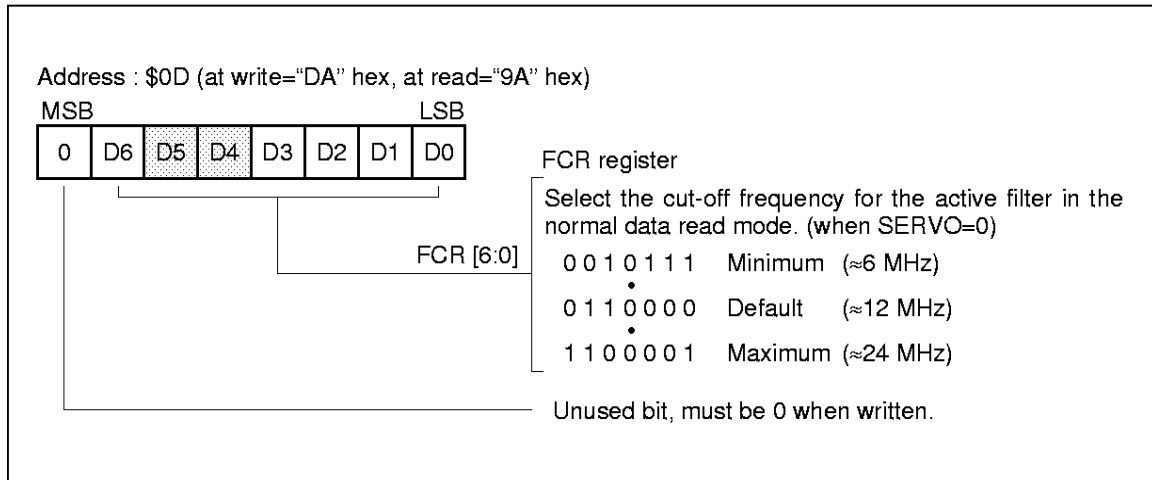 Address : $0D (at write=“DA” hex, at read=“9A” hex)
MSB LSB
0 D6 D5 D4 D3 D2 D1 D0
FCR register
Select the cut-off frequency for the active filter in the
normal data read mode. (when SERVO=0)
FCR [6:0]
0 0 1 0 1 1 1 Minimum (≈6 MHz)
•
0 1 1 0 0 0 0 Default (≈12 MHz)
•
1 1 0 0 0 0 1 Maximum (≈24 MHz)
Unused bit, must be 0 when written.